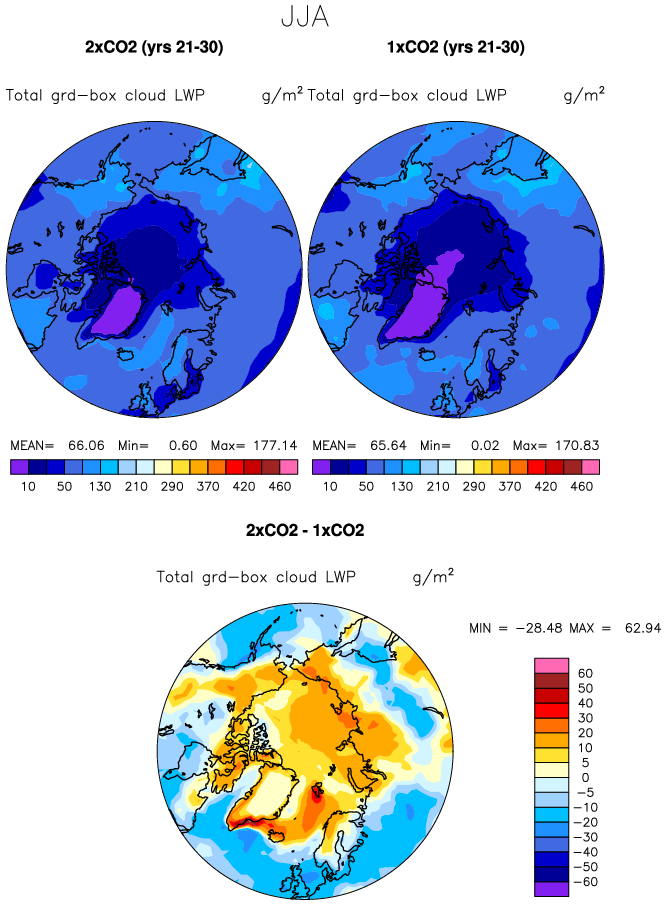 JJA
2xCO2 (yrs 21-30) 1xCO2 (yrs 21-30)
Total grd-box cloud LWP g/m² Total grd-box cloud LWP g/m²
MEAN= 66.06 Min= 0.60 Max= 177.14 MEAN= 65.64 Min= 0.02 Max= 170.83
10 50 130 210 290 370 420 460 10 50 130 210 290 370 420 460
2xCO2 - 1xCO2
Total grd-box cloud LWP g/m²
MIN = -28.48 MAX = 62.94
60
50
40
30
20
10
5
0
-5
-10
-20
-30
-40
-50
-60